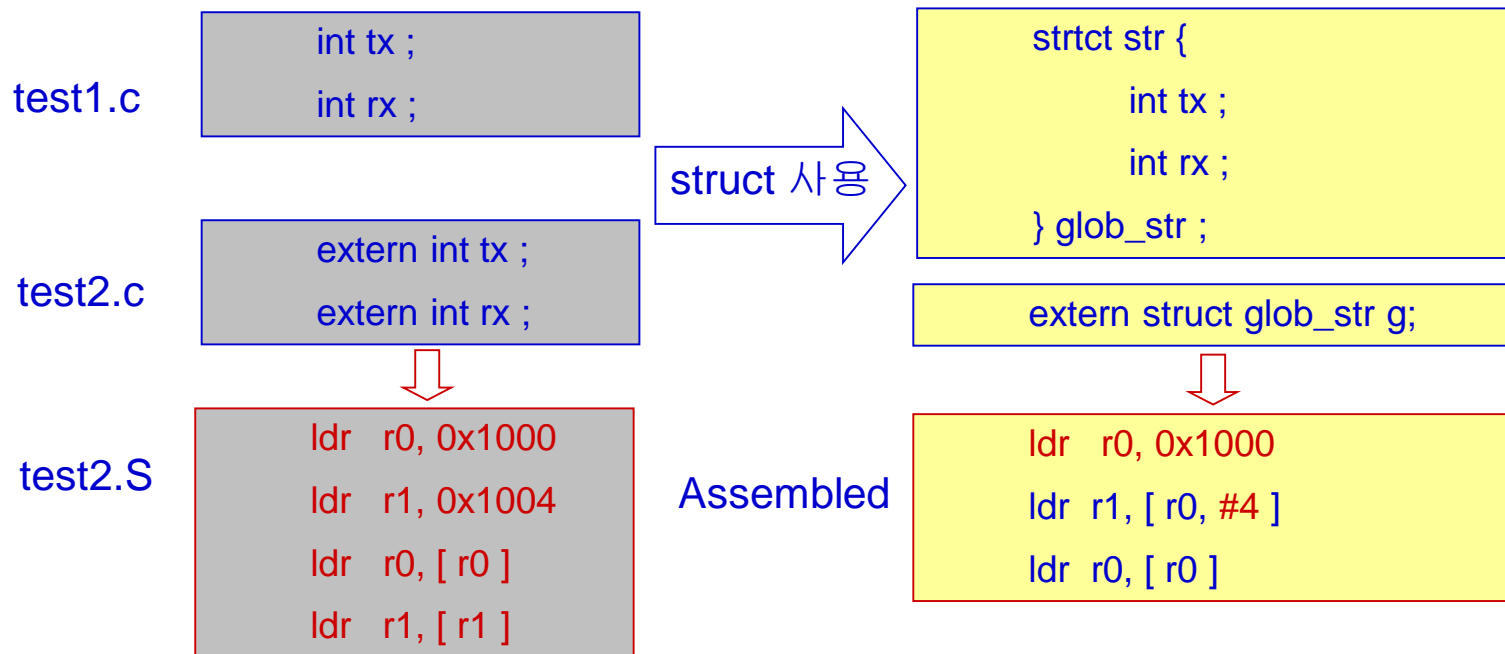 test1.c
int tx ;
int rx ;
test2.c
extern int tx ;
extern int rx ;
test2.S
ldr r0, 0x1000
ldr r1, 0x1004
ldr r0, [ r0 ]
ldr r1, [ r1 ]
struct 사용
strtct str {
int tx ;
int rx ;
} glob_str ;
extern struct glob_str g;
Assembled
ldr r0, 0x1000
ldr r1, [ r0, #4 ]
ldr r0, [ r0 ]